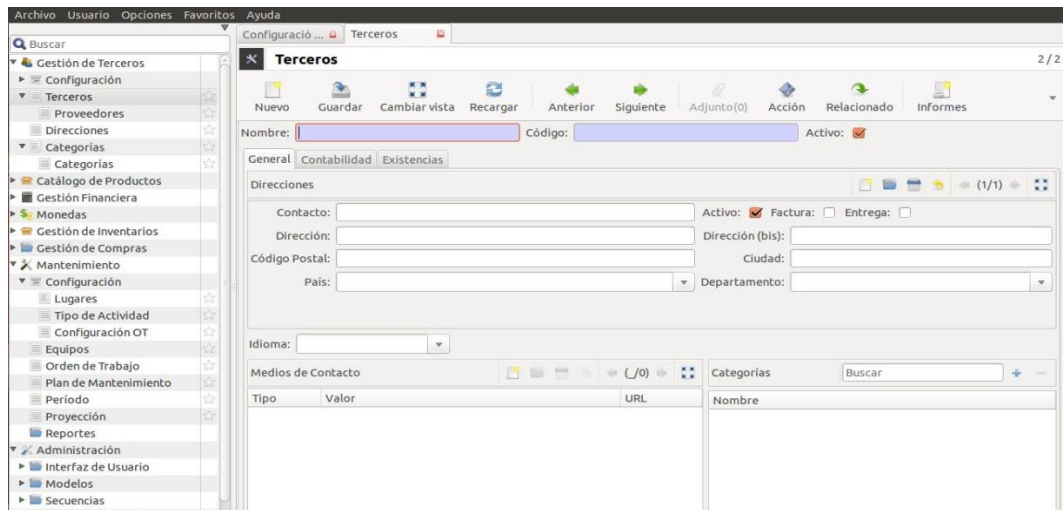 Archivo Usuario Opciones Favoritos Ayuda
Buscar
Gestión de Terceros
Configuración
Terceros
Proveedores
Direcciones
Categorías
Categorías
Catálogo de Productos
Gestión Financiera
Monedas
Gestión de Inventarios
Gestión de Compras
Mantenimiento
Configuración
Lugares
Tipo de Actividad
Configuración OT
Equipos
Orden de Trabajo
Plan de Mantenimiento
Periodo
Proyección
Reportes
Administración
Interfaz de Usuario
Modelos
Secuencias
Configuració ... Terceros
Terceros 2/2
Nuevo Guardar Cambiar vista Recargar Anterior Siguiente Adjunto(0) Acción Relacionado Informes
Nombre: Código: Activo:
General Contabilidad Existencias
Direcciones (1/1)
Contacto: Activo: Factura: Entrega:
Dirección: Dirección (bis):
Código Postal: Ciudad:
País: Departamento:
Idioma:
Medios de Contacto (_/0) Categorías Buscar
Tipo Valor URL Nombre